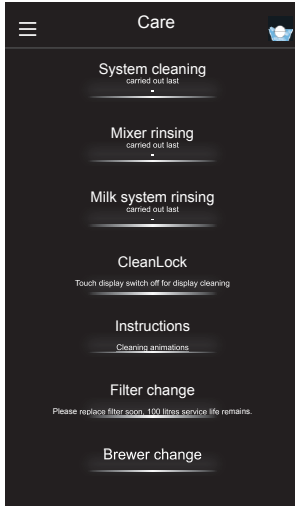 Care
System cleaning
carried out last
-
Mixer rinsing
carried out last
-
Milk system rinsing
carried out last
-
CleanLock
Touch display switch off for display cleaning
Instructions
Cleaning animations
Filter change
Please replace filter soon, 100 litres service life remains.
Brewer change